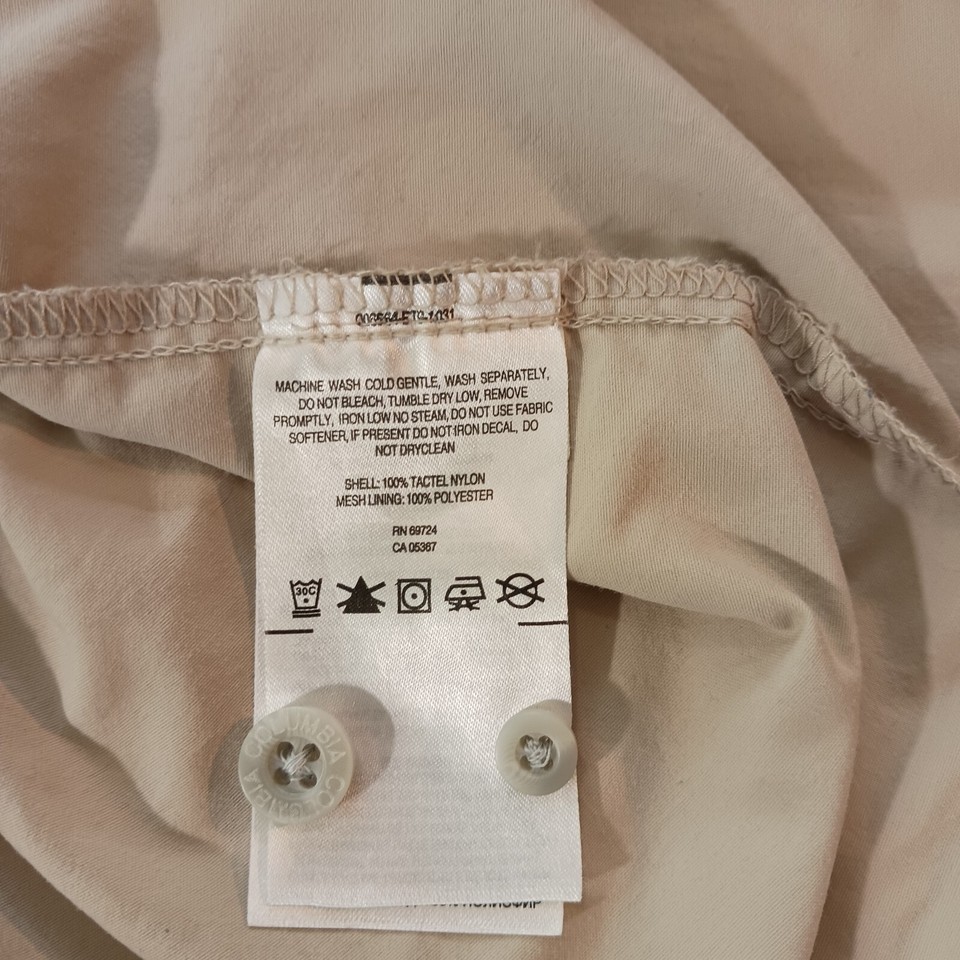 MACHINE WASH COLD GENTLE, WASH SEPARATELY,
DO NOT BLEACH, TUMBLE DRY LOW, REMOVE
PROMPTLY, IRON LOW NO STEAM, DO NOT USE FABRIC
SOFTENER, IF PRESENT DO NOT IRON DECAL, DO
NOT DRYCLEAN
SHELL: 100% TACTEL NYLON
MESH LINING: 100% POLYESTER
RN 69724
CA 05367
30C
COLUMBIA COLUMBIA
ПОЛИЭФИР